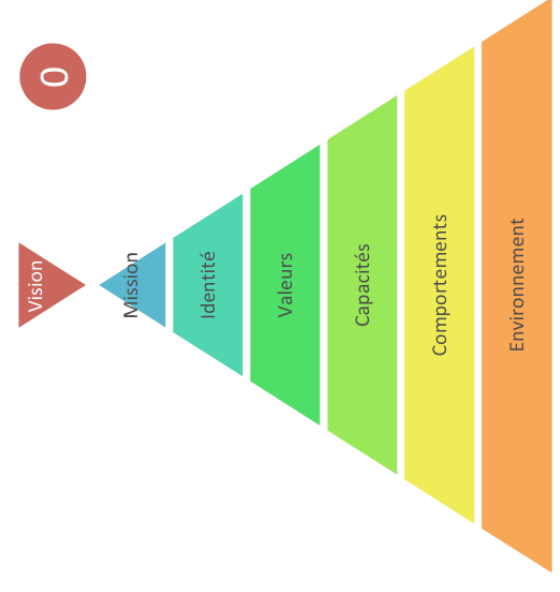 0
Vision
Mission
Identité
Valeurs
Capacités
Comportements
Environnement